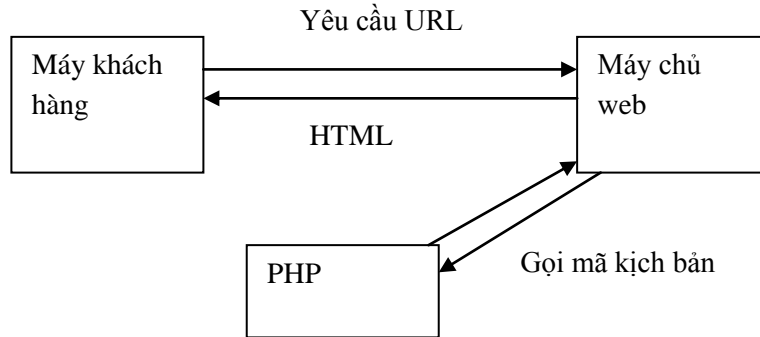 Yêu cầu URL
Máy khách
hàng
Máy chủ
web
HTML
PHP
Gọi mã kịch bản